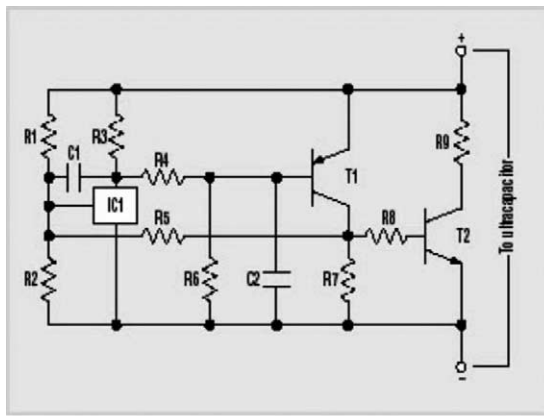 +
R1
R3
R9
C1
R4
T1
IC1
R5
R8
T2
R2
R6
C2
R7
To ultracapacitor
-